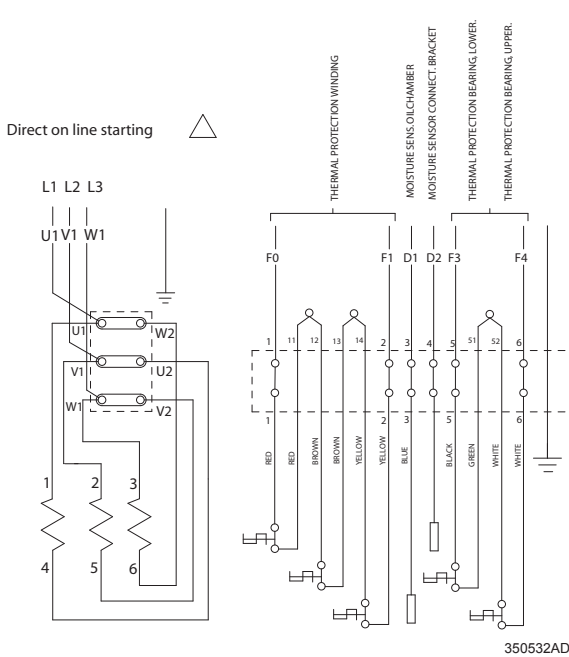 THERMAL PROTECTION WINDING
MOISTURE SENS.OILCHAMBER
MOISTURE SENSOR CONNECT. BRACKET
THERMAL PROTECTION BEARING, LOWER.
THERMAL PROTECTION BEARING, UPPER.
Direct on line starting
L1 L2 L3
U1 V1 W1
F0 F1 D1 D2 F3 F4
U1 W2
V1 U2
W1 V2
1 11 12 13 14 2 3 4 5 51 52 6
1 2 3 5 6
RED RED BROWN BROWN YELLOW YELLOW BLUE BLACK GREEN WHITE WHITE
1 2 3
4 5 6
350532AD